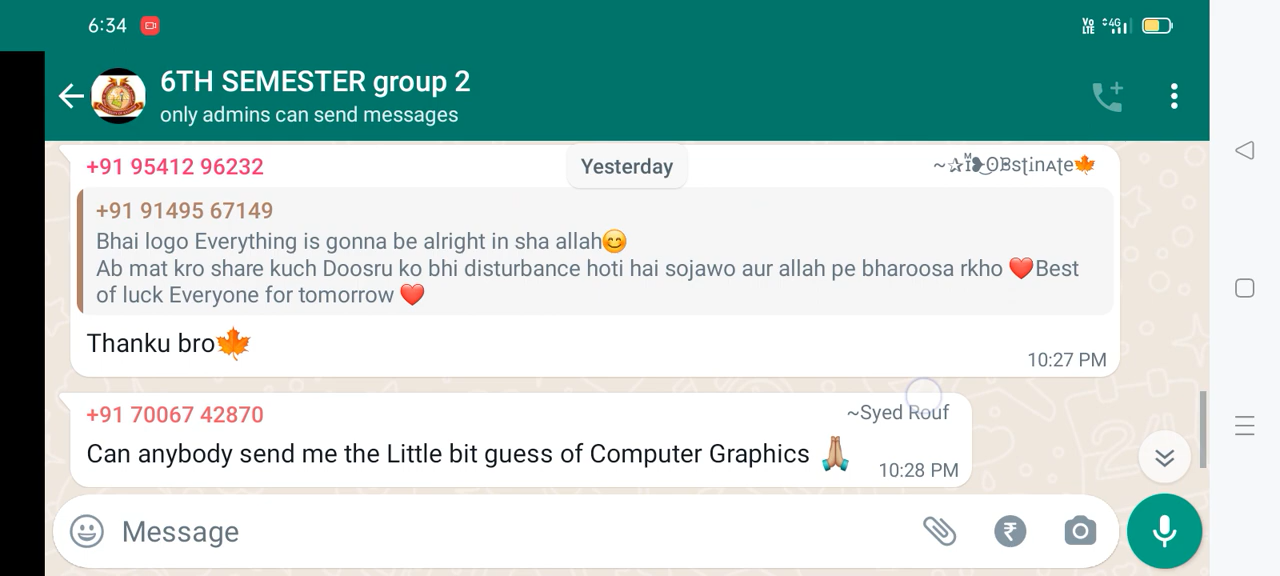 6:34
Vo LTE 4G
6TH SEMESTER group 2
only admins can send messages
Yesterday
+91 95412 96232
+91 91495 67149
Bhai logo Everything is gonna be alright in sha allah😊
Ab mat kro share kuch Doosru ko bhi disturbance hoti hai sojawo aur allah pe bharoosa rkho ❤️Best
of luck Everyone for tomorrow ❤️
Thanku bro🍁
10:27 PM
+91 70067 42870 ~Syed Rouf
Can anybody send me the Little bit guess of Computer Graphics 🙏🏼
10:28 PM
Message